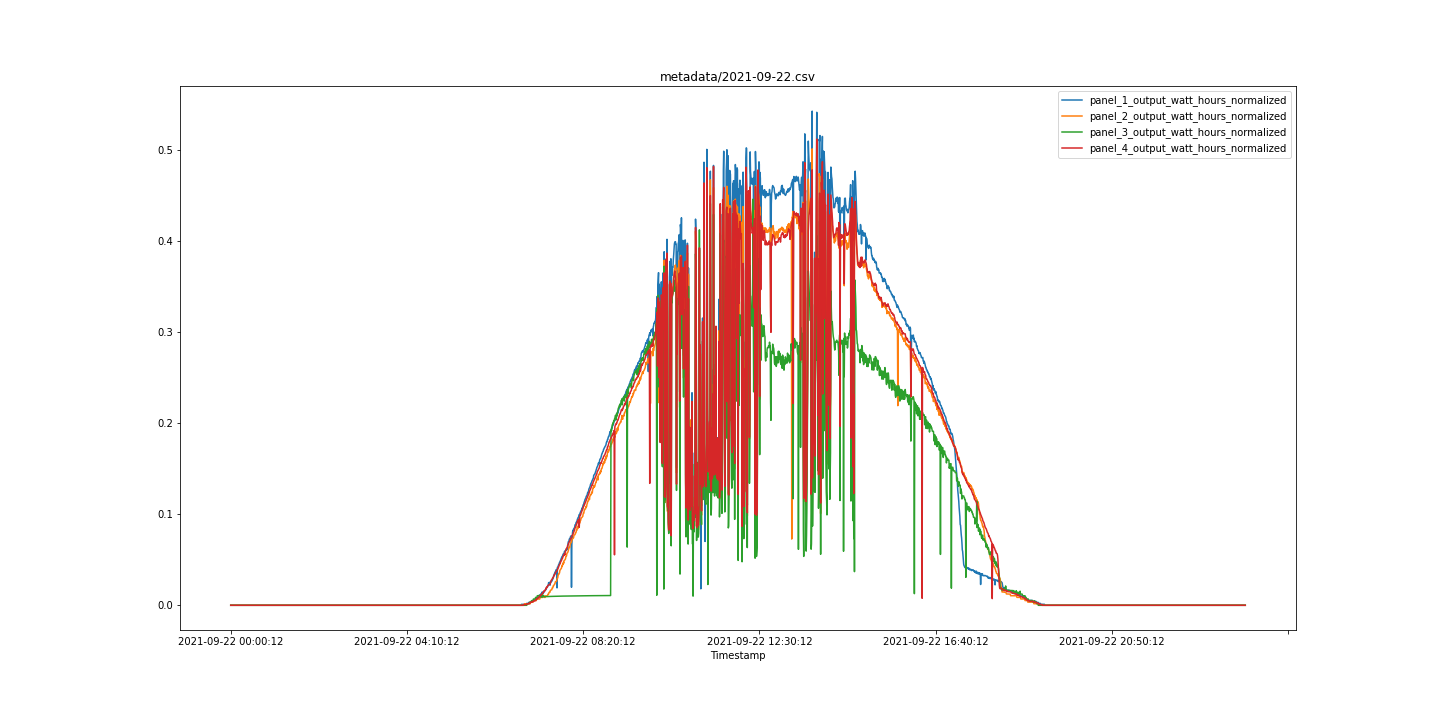 metadata/2021-09-22.csv
panel_1_output_watt_hours_normalized
panel_2_output_watt_hours_normalized
panel_3_output_watt_hours_normalized
panel_4_output_watt_hours_normalized
0.5
0.4
0.3
0.2
0.1
0.0
2021-09-22 00:00:12 2021-09-22 04:10:12 2021-09-22 08:20:12 2021-09-22 12:30:12 2021-09-22 16:40:12 2021-09-22 20:50:12
Timestamp